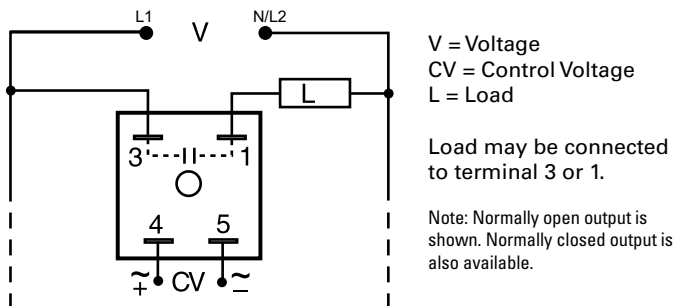 L1 V N/L2
V = Voltage
CV = Control Voltage
L = Load
L
3 1
Load may be connected
to terminal 3 or 1.
4 5
Note: Normally open output is
shown. Normally closed output is
also available.
~+ CV ~–